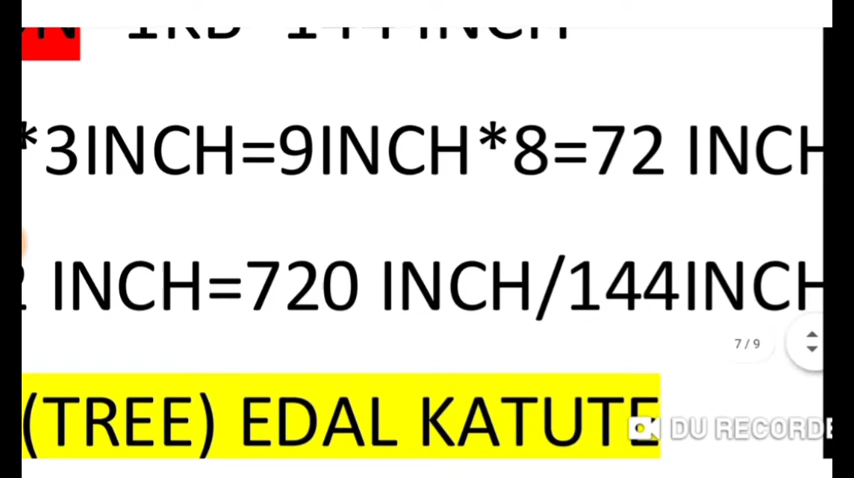 *3INCH=9INCH*8=72 INCH
INCH=720 INCH/144INCH
7/9
(TREE) EDAL KATUTE
DU RECORDE